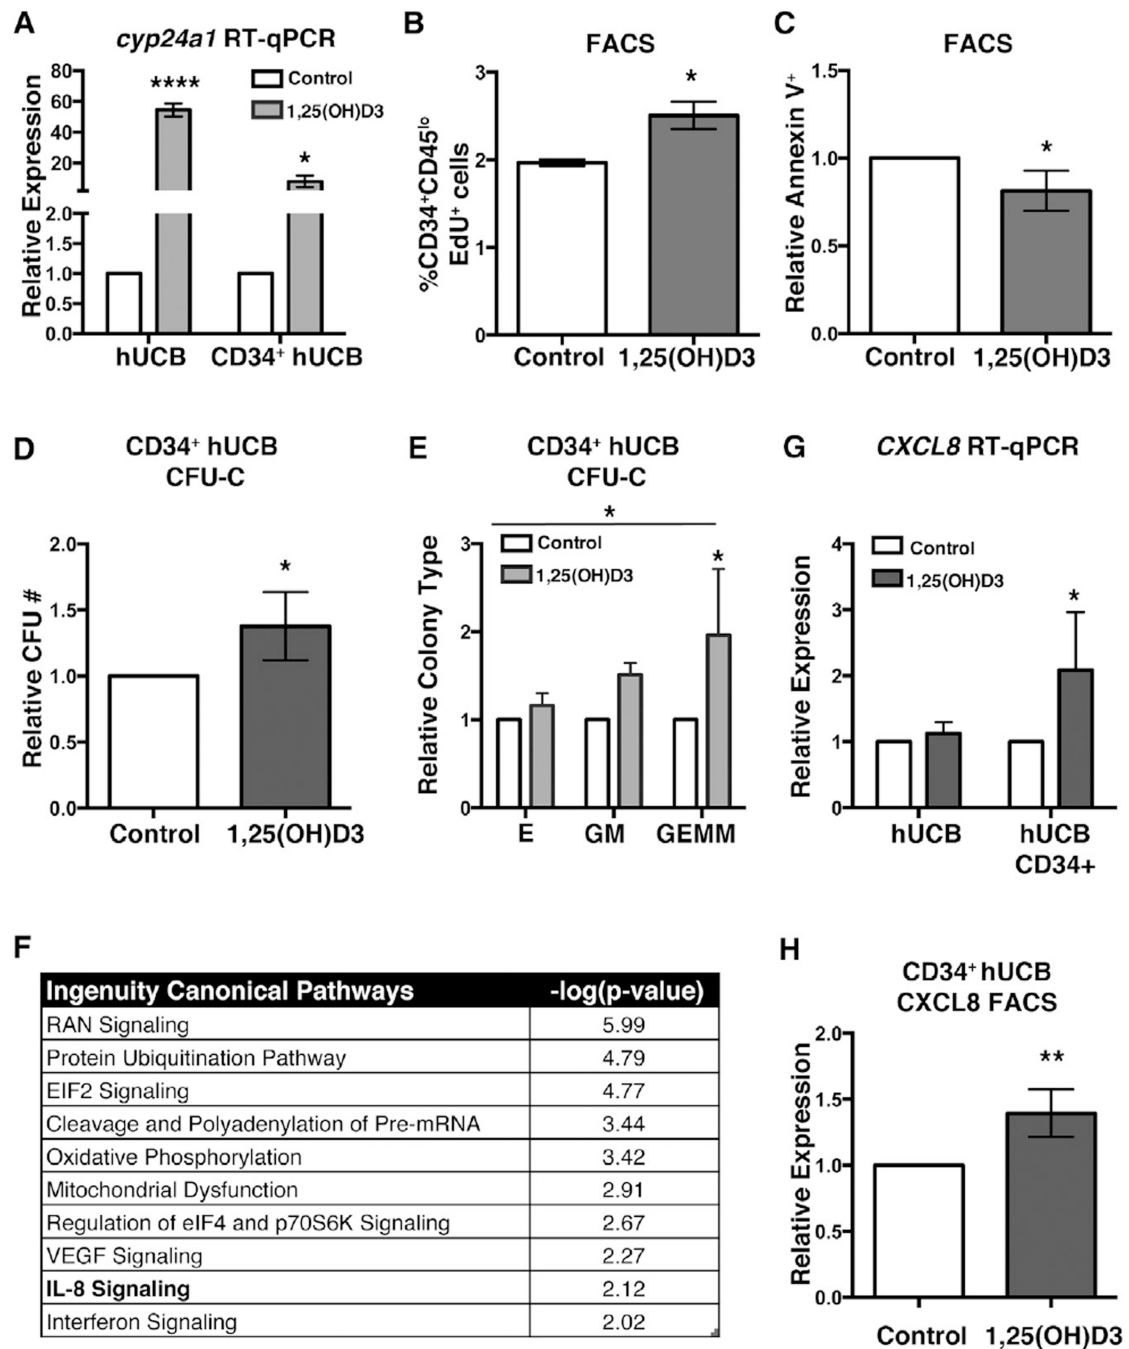 A
cyp24a1 RT-qPCR
Relative Expression
80
60
40
20
2.0
1.5
1.0
0.5
0.0
****
*
Control
1,25(OH)D3
hUCB
CD34+ hUCB
B
FACS
%CD34+CD45lo
EdU+ cells
3
2
1
0
*
Control
1,25(OH)D3
C
FACS
Relative Annexin V+
1.5
1.0
0.5
0.0
*
Control
1,25(OH)D3
D
CD34+ hUCB
CFU-C
Relative CFU #
2.0
1.5
1.0
0.5
0.0
*
Control
1,25(OH)D3
E
CD34+ hUCB
CFU-C
*
Relative Colony Type
3
2
1
0
Control
1,25(OH)D3
*
E
GM
GEMM
G
CXCL8 RT-qPCR
Relative Expression
4
3
2
1
0
Control
1,25(OH)D3
*
hUCB
hUCB
CD34+
F
Ingenuity Canonical Pathways -log(p-value)
RAN Signaling 5.99
Protein Ubiquitination Pathway 4.79
EIF2 Signaling 4.77
Cleavage and Polyadenylation of Pre-mRNA 3.44
Oxidative Phosphorylation 3.42
Mitochondrial Dysfunction 2.91
Regulation of eIF4 and p70S6K Signaling 2.67
VEGF Signaling 2.27
IL-8 Signaling 2.12
Interferon Signaling 2.02
H
CD34+ hUCB
CXCL8 FACS
Relative Expression
2.0
1.5
1.0
0.5
0.0
**
Control
1,25(OH)D3